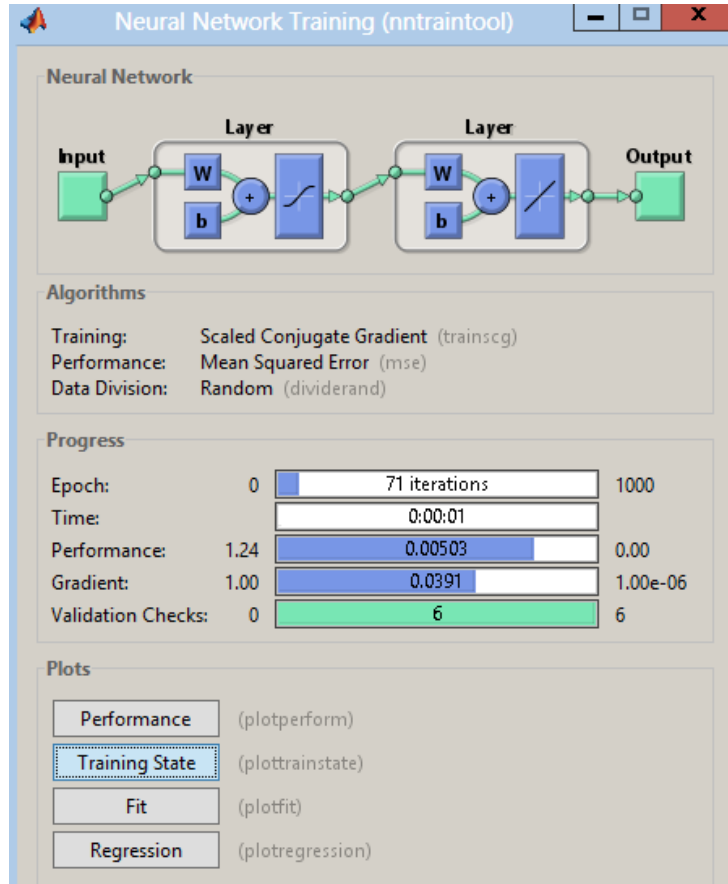 Neural Network Training (nntraintool)
Neural Network
Layer Layer
Input Output
W W
+ +
b b
Algorithms
Training: Scaled Conjugate Gradient (trainscg)
Performance: Mean Squared Error (mse)
Data Division: Random (dividerand)
Progress
Epoch: 0 71 iterations 1000
Time: 0:00:01
Performance: 1.24 0.00503 0.00
Gradient: 1.00 0.0391 1.00e-06
Validation Checks: 0 6 6
Plots
Performance (plotperform)
Training State (plottrainstate)
Fit (plotfit)
Regression (plotregression)